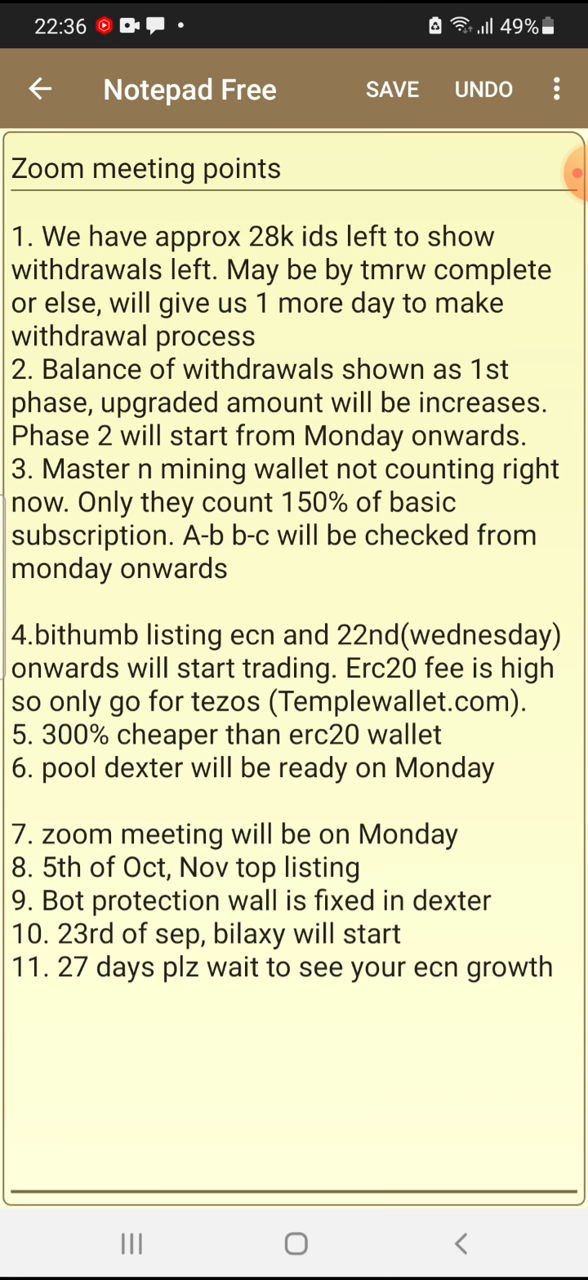 22:36 49%
Notepad Free SAVE UNDO
Zoom meeting points
1. We have approx 28k ids left to show
withdrawals left. May be by tmrw complete
or else, will give us 1 more day to make
withdrawal process
2. Balance of withdrawals shown as 1st
phase, upgraded amount will be increases.
Phase 2 will start from Monday onwards.
3. Master n mining wallet not counting right
now. Only they count 150% of basic
subscription. A-b b-c will be checked from
monday onwards
4.bithumb listing ecn and 22nd(wednesday)
onwards will start trading. Erc20 fee is high
so only go for tezos (Templewallet.com).
5. 300% cheaper than erc20 wallet
6. pool dexter will be ready on Monday
7. zoom meeting will be on Monday
8. 5th of Oct, Nov top listing
9. Bot protection wall is fixed in dexter
10. 23rd of sep, bilaxy will start
11. 27 days plz wait to see your ecn growth